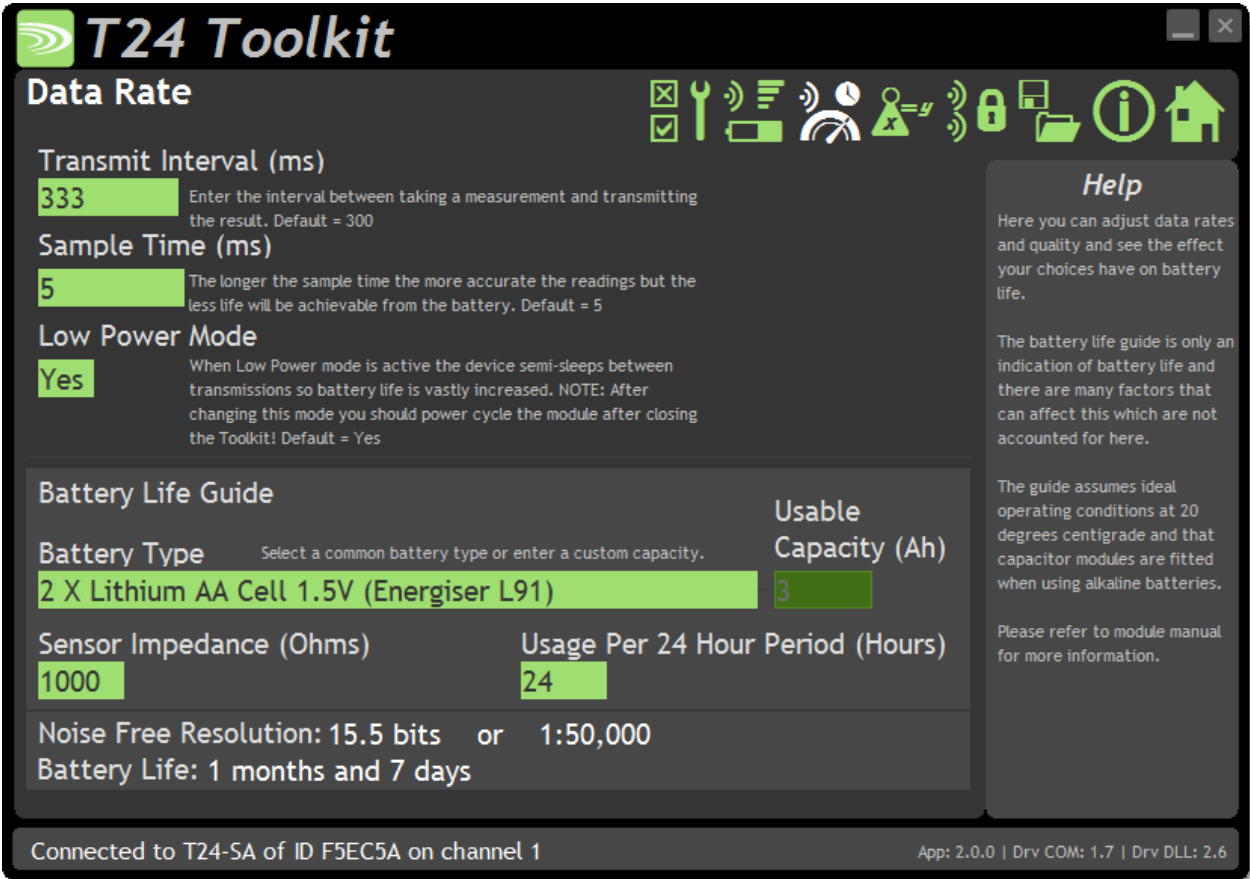 T24 Toolkit
Data Rate
x=y
Transmit Interval (ms)
333
Enter the interval between taking a measurement and transmitting
the result. Default = 300
Sample Time (ms)
5
The longer the sample time the more accurate the readings but the
less life will be achievable from the battery. Default = 5
Low Power Mode
Yes
When Low Power mode is active the device semi-sleeps between
transmissions so battery life is vastly increased. NOTE: After
changing this mode you should power cycle the module after closing
the Toolkit! Default = Yes
Battery Life Guide
Usable
Capacity (Ah)
Battery Type
Select a common battery type or enter a custom capacity.
2 X Lithium AA Cell 1.5V (Energiser L91)
3
Sensor Impedance (Ohms)
Usage Per 24 Hour Period (Hours)
1000
24
Noise Free Resolution: 15.5 bits or 1:50,000
Battery Life: 1 months and 7 days
Help
Here you can adjust data rates
and quality and see the effect
your choices have on battery
life.
The battery life guide is only an
indication of battery life and
there are many factors that
can affect this which are not
accounted for here.
The guide assumes ideal
operating conditions at 20
degrees centigrade and that
capacitor modules are fitted
when using alkaline batteries.
Please refer to module manual
for more information.
Connected to T24-SA of ID F5EC5A on channel 1
App: 2.0.0 | Drv COM: 1.7 | Drv DLL: 2.6